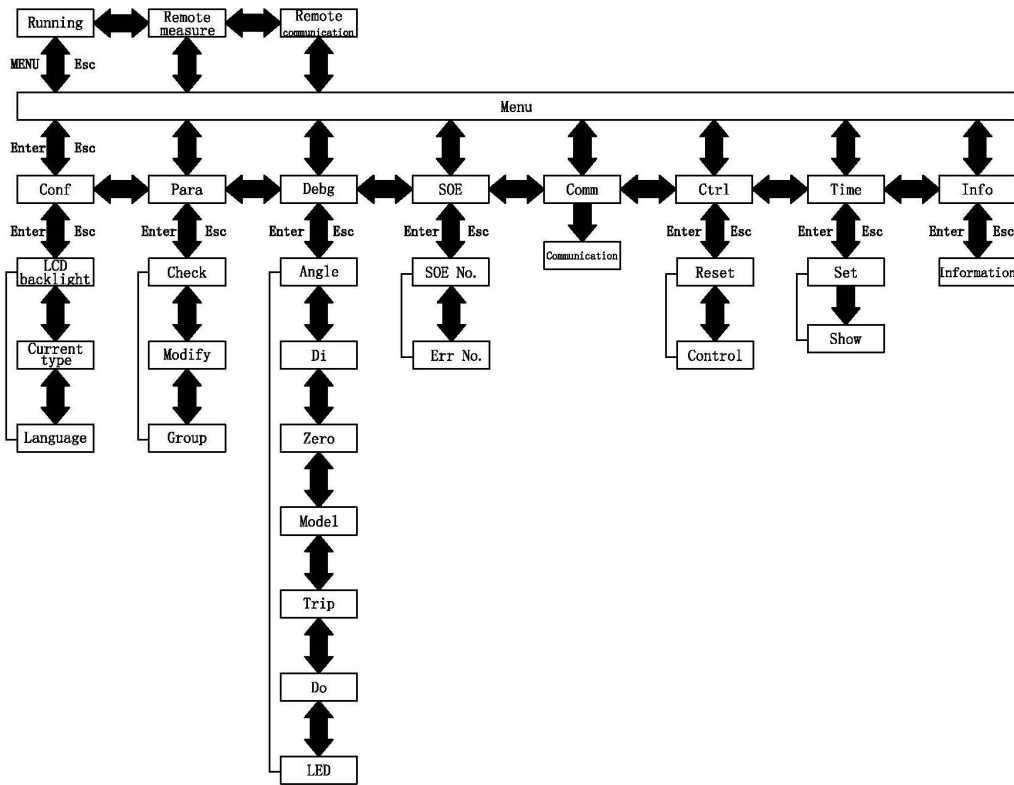 Running
Remote
measure
Remote
communication
MENU
Esc
Menu
Enter
Esc
Conf
Para
Debg
SOE
Comm
Ctrl
Time
Info
Enter
Esc
Enter
Esc
Enter
Esc
Enter
Esc
Enter
Esc
Enter
Esc
Enter
Esc
LCD
backlight
Check
Angle
SOE No.
Communication
Reset
Set
Information
Current
type
Modify
Di
Err No.
Control
Show
Language
Group
Zero
Model
Trip
Do
LED